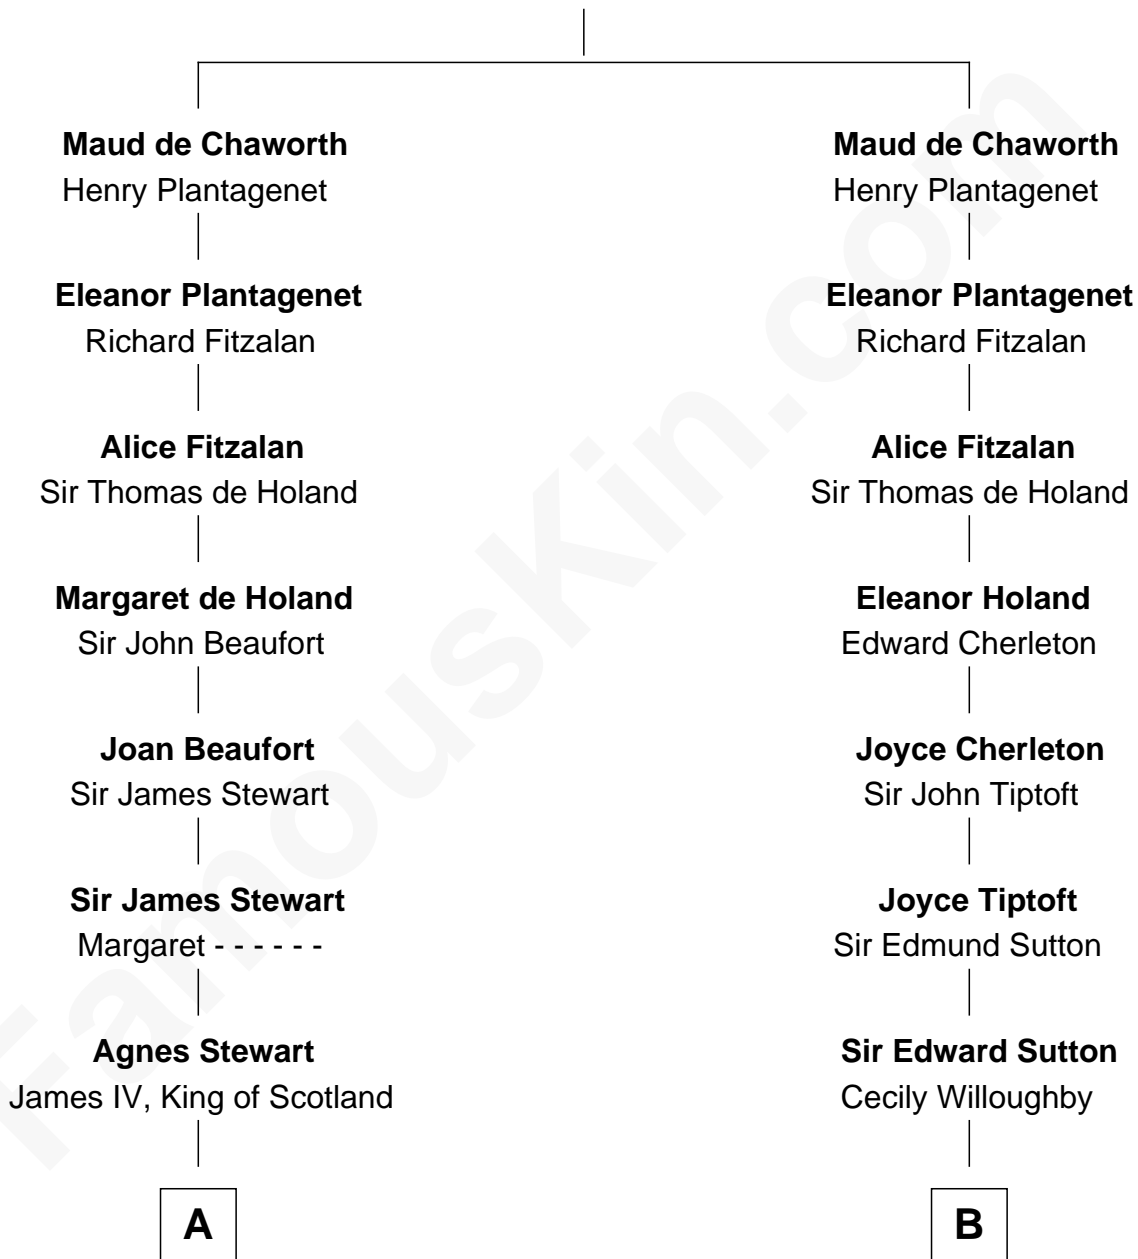 Maud de Chaworth
Henry Plantagenet
Eleanor Plantagenet
Richard Fitzalan
Alice Fitzalan
Sir Thomas de Holand
Margaret de Holand
Sir John Beaufort
Joan Beaufort
Sir James Stewart
Sir James Stewart
Margaret - - - - - -
Agnes Stewart
James IV, King of Scotland
A
Maud de Chaworth
Henry Plantagenet
Eleanor Plantagenet
Richard Fitzalan
Alice Fitzalan
Sir Thomas de Holand
Eleanor Holand
Edward Cherleton
Joyce Cherleton
Sir John Tiptoft
Joyce Tiptoft
Sir Edmund Sutton
Sir Edward Sutton
Cecily Willoughby
B
FamousKin.com